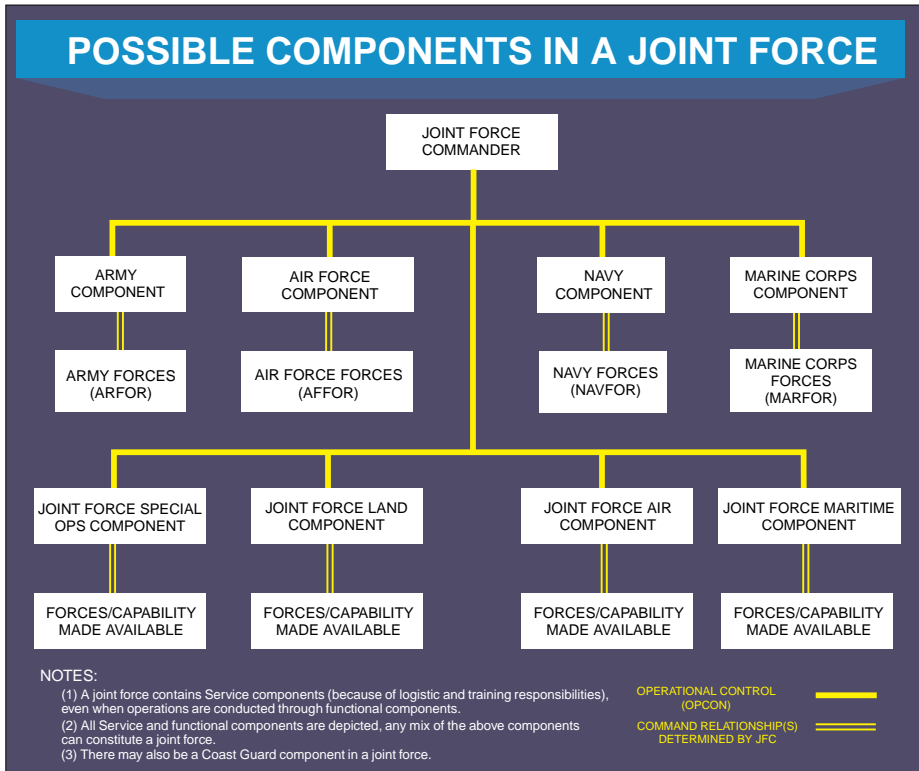 POSSIBLE COMPONENTS IN A JOINT FORCE
JOINT FORCE
COMMANDER
ARMY
COMPONENT
AIR FORCE
COMPONENT
NAVY
COMPONENT
MARINE CORPS
COMPONENT
ARMY FORCES
(ARFOR)
AIR FORCE FORCES
(AFFOR)
NAVY FORCES
(NAVFOR)
MARINE CORPS
FORCES
(MARFOR)
JOINT FORCE SPECIAL
OPS COMPONENT
JOINT FORCE LAND
COMPONENT
JOINT FORCE AIR
COMPONENT
JOINT FORCE MARITIME
COMPONENT
FORCES/CAPABILITY
MADE AVAILABLE
FORCES/CAPABILITY
MADE AVAILABLE
FORCES/CAPABILITY
MADE AVAILABLE
FORCES/CAPABILITY
MADE AVAILABLE
NOTES:
(1) A joint force contains Service components (because of logistic and training responsibilities),
even when operations are conducted through functional components.
(2) All Service and functional components are depicted, any mix of the above components
can constitute a joint force.
(3) There may also be a Coast Guard component in a joint force.
OPERATIONAL CONTROL
(OPCON)
COMMAND RELATIONSHIP(S)
DETERMINED BY JFC